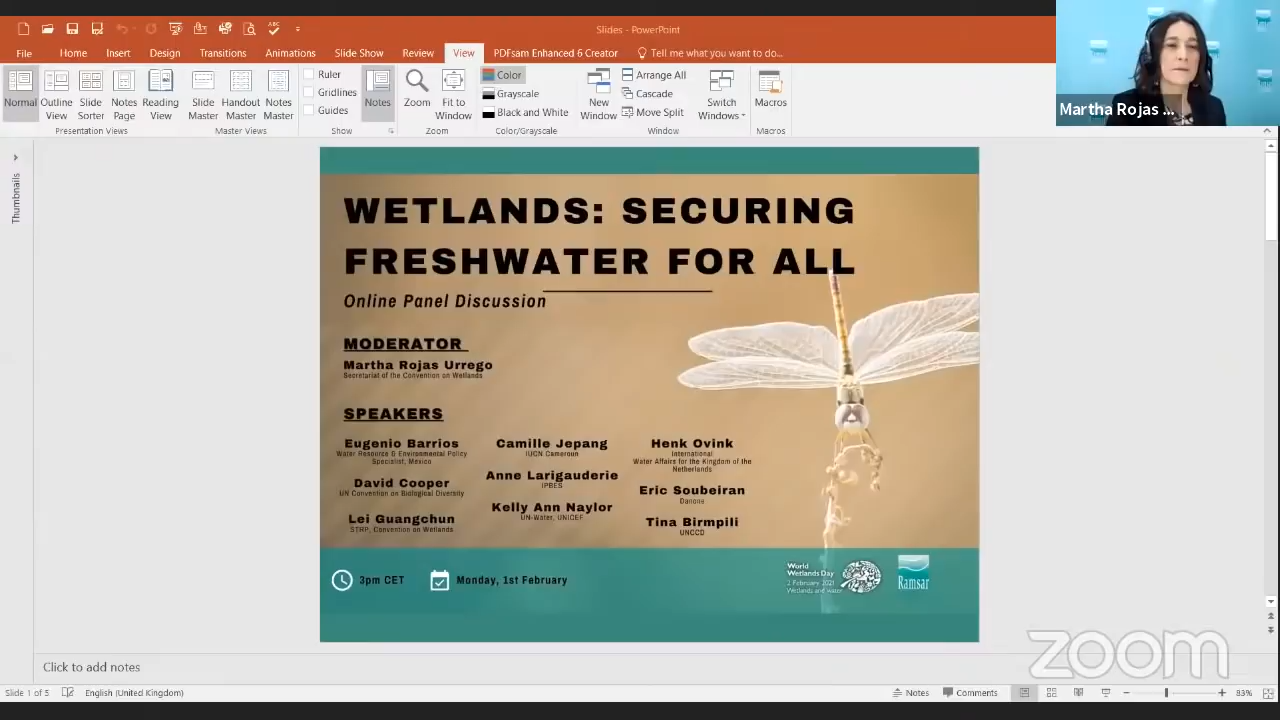 ABC
Slides - PowerPoint
File Home Insert Design Transitions Animations Slide Show Review View PDFsam Enhanced 6 Creator Tell me what you want to do...
Normal Outline View Slide Sorter Notes Page Reading View
Presentation Views
Slide Master Handout Master Notes Master
Master Views
Ruler
Gridlines
Guides
Show
Notes
Zoom Fit to Window
Zoom
Color
Grayscale
Black and White
Color/Grayscale
New Window
Arrange All
Cascade
Move Split
Switch Windows
Window
Macros
Macros
Martha Rojas ...
Thumbnails
WETLANDS: SECURING
FRESHWATER FOR ALL
Online Panel Discussion
MODERATOR
Martha Rojas Urrego
Secretariat of the Convention on Wetlands
SPEAKERS
Eugenio Barrios
Water Resource & Environmental Policy
Specialist, Mexico
David Cooper
UN Convention on Biological Diversity
Lei Guangchun
STRP, Convention on Wetlands
Camille Jepang
IUCN Cameroun
Anne Larigauderie
IPBES
Kelly Ann Naylor
UN-Water, UNICEF
Henk Ovink
International
Water Affairs for the Kingdom of the
Netherlands
Eric Soubeiran
Danone
Tina Birmpili
UNCCD
3pm CET
Monday, 1st February
World
Wetlands Day
2 February 2021
Wetlands and water
Ramsar
zoom
Click to add notes
Slide 1 of 5 English (United Kingdom) Notes Comments 83%